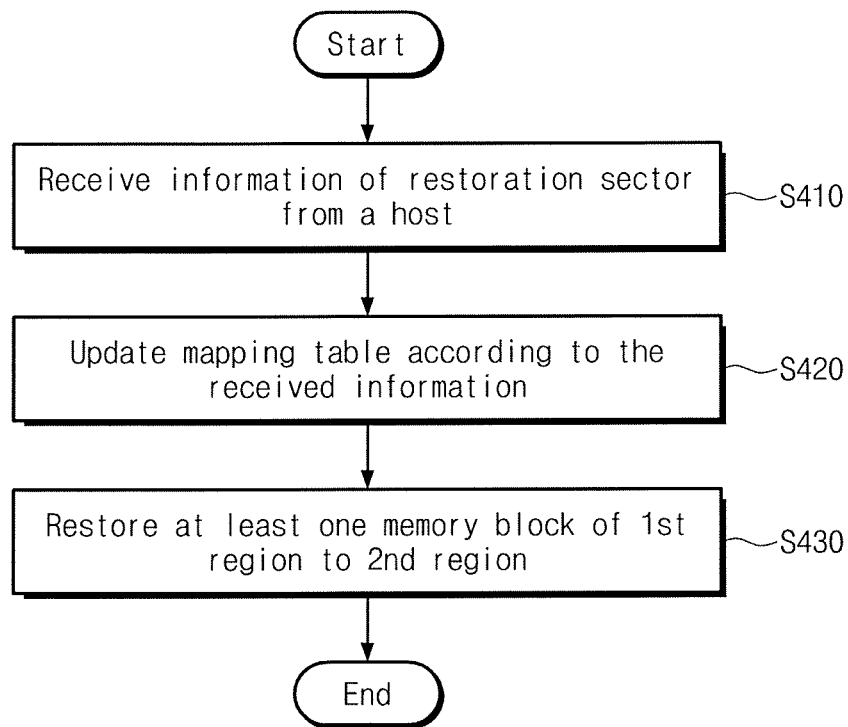 Start
Receive information of restoration sector
from a host
S410
Update mapping table according to the
received information
S420
Restore at least one memory block of 1st
region to 2nd region
S430
End